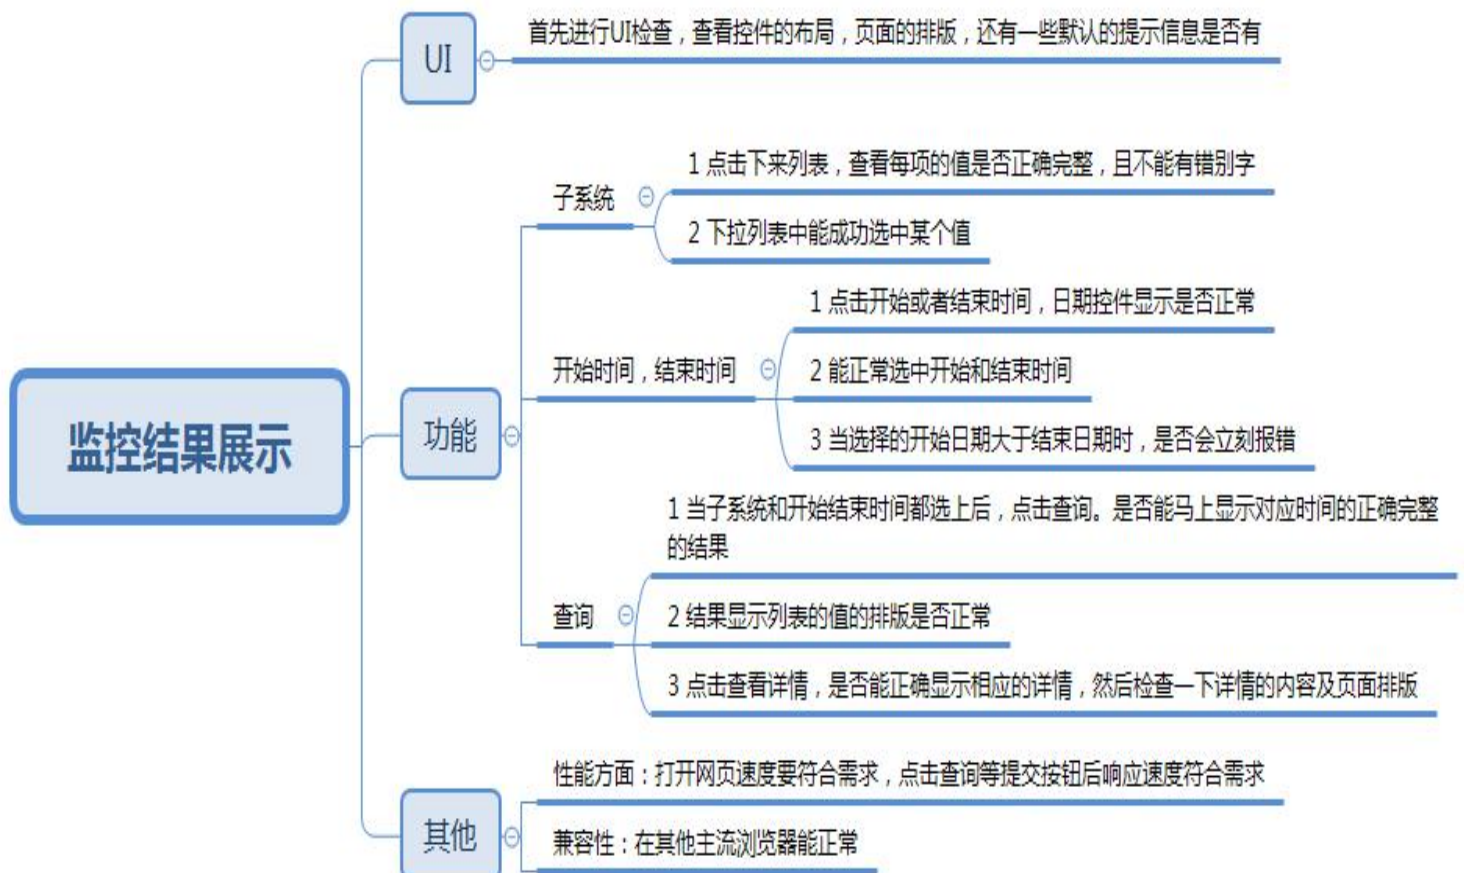 UI
首先进行UI检查，查看控件的布局，页面的排版，还有一些默认的提示信息是否有
1 点击下来列表，查看每项的值是否正确完整，且不能有错别字
子系统
2 下拉列表中能成功选中某个值
1 点击开始或者结束时间，日期控件显示是否正常
开始时间，结束时间
2 能正常选中开始和结束时间
监控结果展示
功能
3 当选择的开始日期大于结束日期时，是否会立刻报错
1 当子系统和开始结束时间都选上后，点击查询。是否能马上显示对应时间的正确完整
的结果
查询
2 结果显示列表的值的排版是否正常
3 点击查看详情，是否能正确显示相应的详情，然后检查一下详情的内容及页面排版
性能方面：打开网页速度要符合需求，点击查询等提交按钮后响应速度符合需求
其他
兼容性：在其他主流浏览器能正常